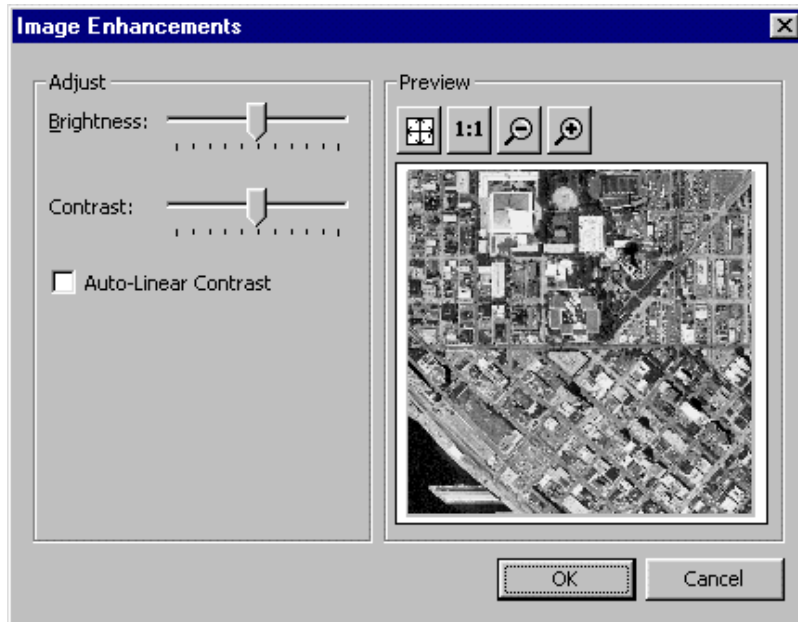 Image Enhancements
Adjust
Brightness:
Contrast:
Auto-Linear Contrast
Preview
1:1
OK
Cancel